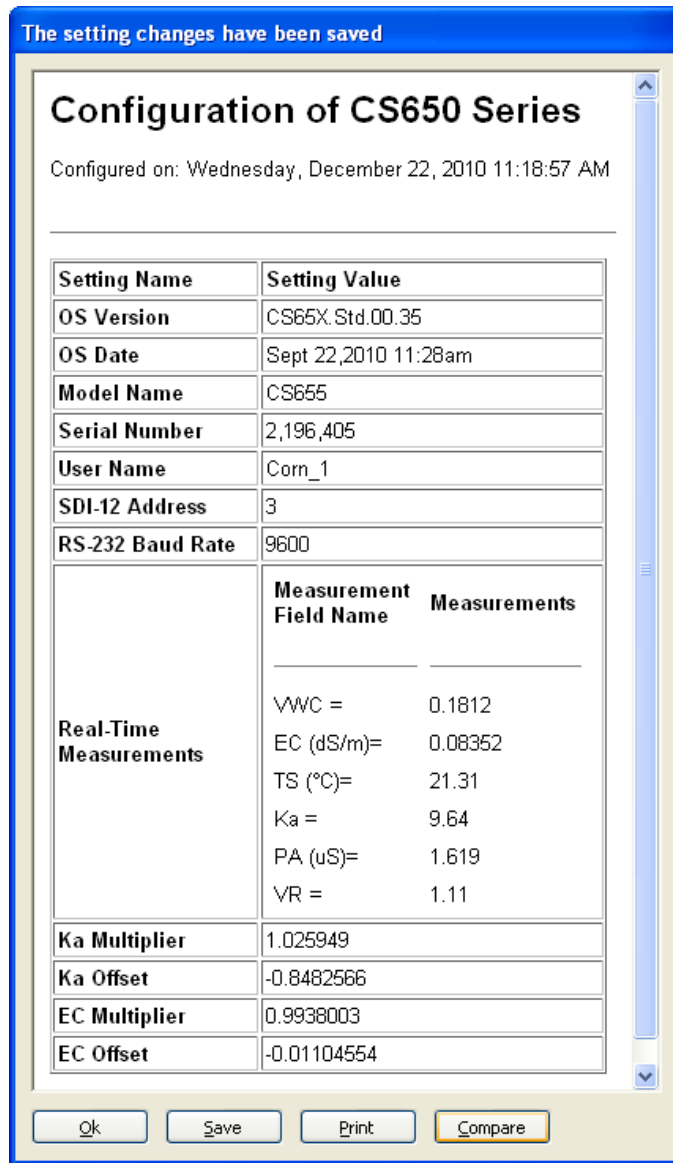 The setting changes have been saved
Configuration of CS650 Series
Configured on: Wednesday, December 22, 2010 11:18:57 AM
Setting Name Setting Value
OS Version CS65X.Std.00.35
OS Date Sept 22,2010 11:28am
Model Name CS655
Serial Number 2,196,405
User Name Corn_1
SDI-12 Address 3
RS-232 Baud Rate 9600
Real-Time
Measurements
Measurement
Field Name Measurements
VWC = 0.1812
EC (dS/m)= 0.08352
TS (°C)= 21.31
Ka = 9.64
PA (uS)= 1.619
VR = 1.11
Ka Multiplier 1.025949
Ka Offset -0.8482566
EC Multiplier 0.9938003
EC Offset -0.01104554
Ok Save Print Compare